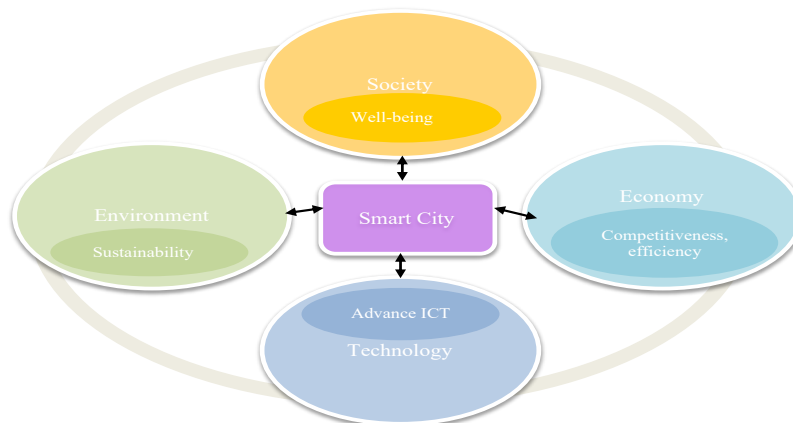 Society
Well-being
Environment
Sustainability
Smart City
Economy
Competitiveness,
efficiency
Advance ICT
Technology